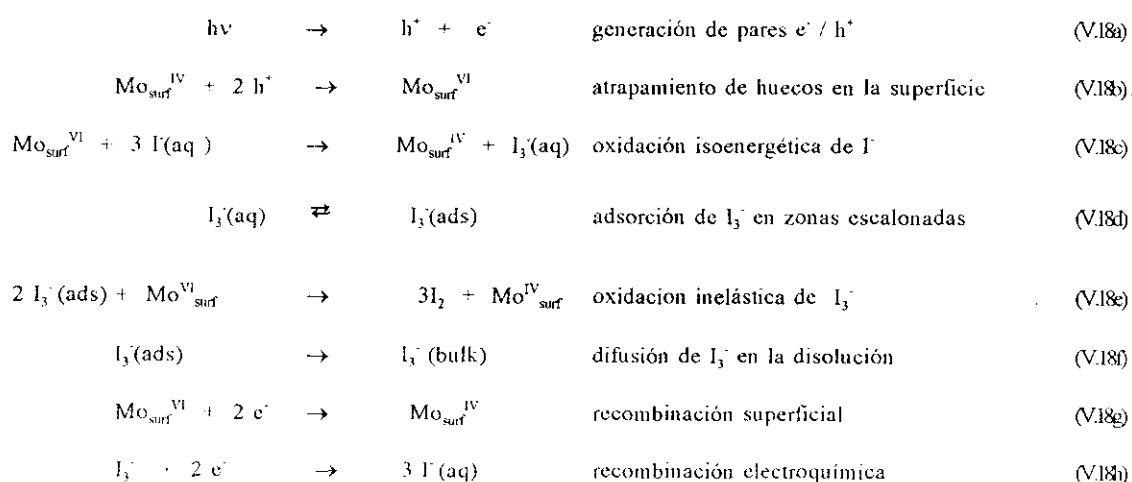 hν → h⁺ + e⁻ generación de pares e⁻ / h⁺ (V.18a)
Mo_surf^IV + 2 h⁺ → Mo_surf^VI atrapamiento de huecos en la superficie (V.18b)
Mo_surf^VI + 3 I⁻(aq ) → Mo_surf^IV + I₃⁻(aq) oxidación isoenergética de I⁻ (V.18c)
I₃⁻(aq) ⇄ I₃⁻(ads) adsorción de I₃⁻ en zonas escalonadas (V.18d)
2 I₃⁻(ads) + Mo^VI_surf → 3I₂ + Mo^IV_surf oxidacion inelástica de I₃⁻ (V.18e)
I₃⁻(ads) → I₃⁻ (bulk) difusión de I₃⁻ en la disolución (V.18f)
Mo_surf^VI + 2 e⁻ → Mo_surf^IV recombinación superficial (V.18g)
I₃⁻ · 2 e⁻ → 3 I⁻ (aq) recombinación electroquímica (V.18h)